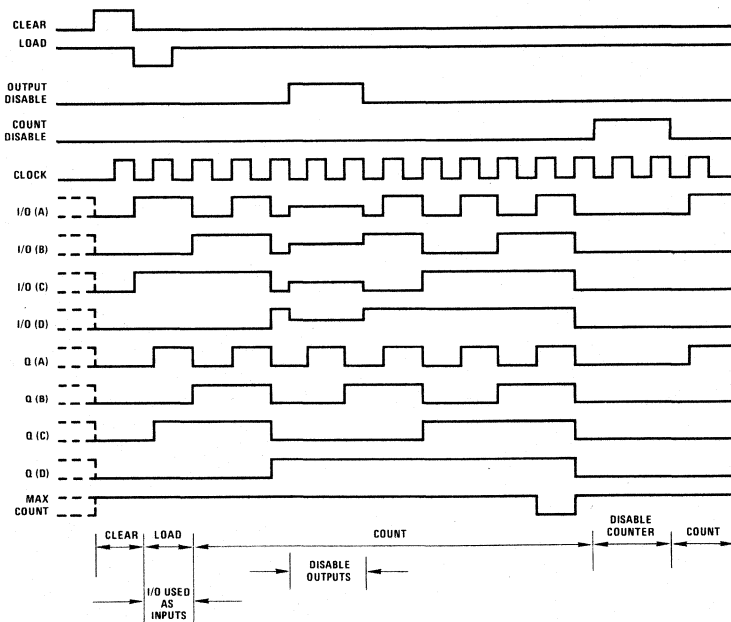 CLEAR
LOAD
OUTPUT
DISABLE
COUNT
DISABLE
CLOCK
I/O (A)
I/O (B)
I/O (C)
I/O (D)
Q (A)
Q (B)
Q (C)
Q (D)
MAX
COUNT
CLEAR
LOAD
COUNT
DISABLE
COUNTER
COUNT
DISABLE
OUTPUTS
I/O USED
AS
INPUTS